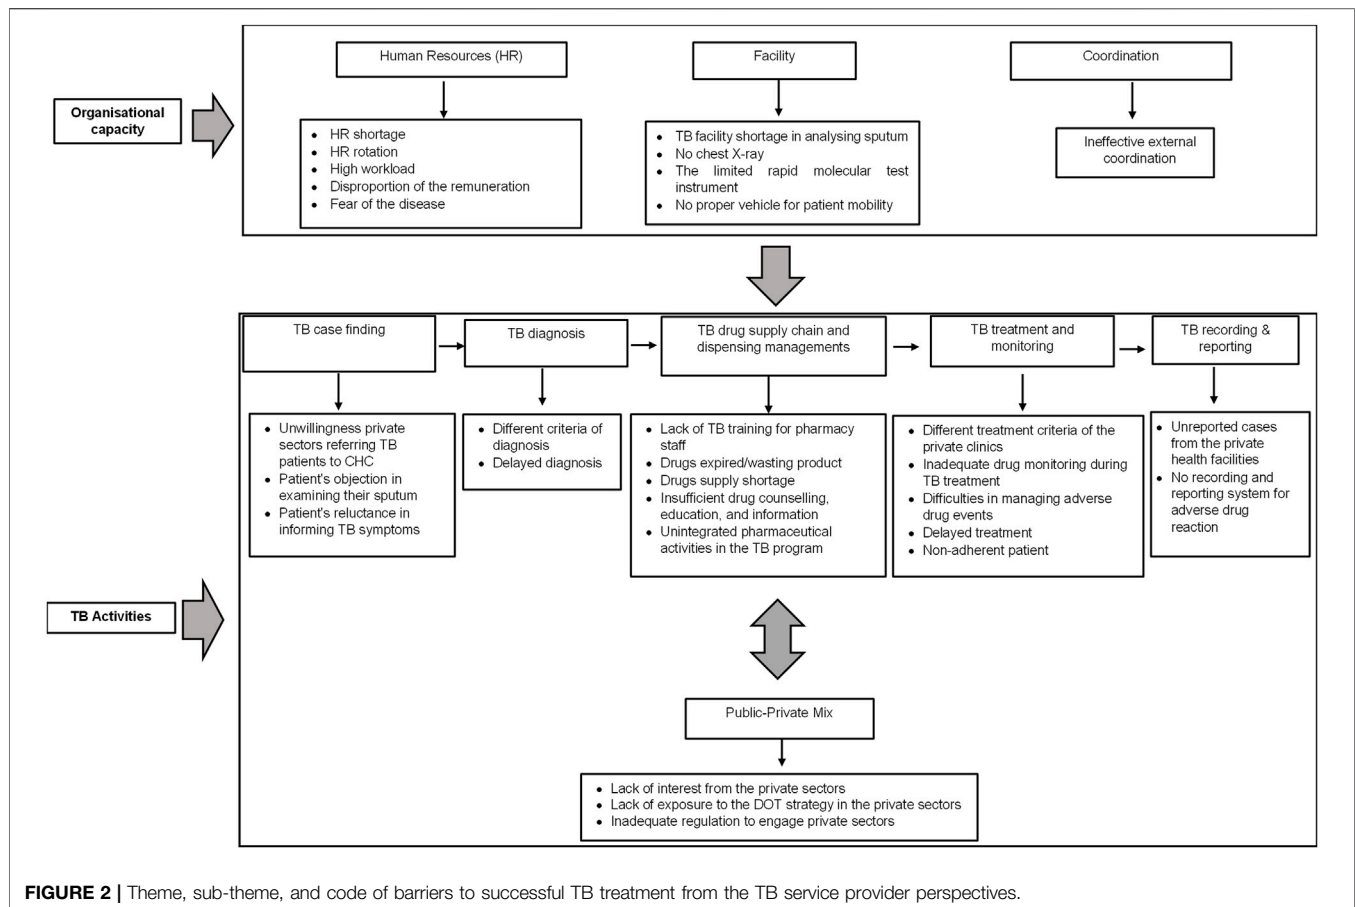 Human Resources (HR)
Facility
Coordination
Organisational
capacity
• HR shortage
• HR rotation
• High workload
• Disproportion of the remuneration
• Fear of the disease
• TB facility shortage in analysing sputum
• No chest X-ray
• The limited rapid molecular test
instrument
• No proper vehicle for patient mobility
Ineffective external
coordination
TB case finding
TB diagnosis
TB drug supply chain and
dispensing managements
TB treatment and
monitoring
TB recording &
reporting
• Unwillingness private
sectors referring TB
patients to CHC
• Patient's objection in
examining their sputum
• Patient's reluctance in
informing TB symptoms
• Different criteria of
diagnosis
• Delayed diagnosis
• Lack of TB training for pharmacy
staff
• Drugs expired/wasting product
• Drugs supply shortage
• Insufficient drug counselling,
education, and information
• Unintegrated pharmaceutical
activities in the TB program
• Different treatment criteria of the
private clinics
• Inadequate drug monitoring during
TB treatment
• Difficulties in managing adverse
drug events
• Delayed treatment
• Non-adherent patient
• Unreported cases
from the private
health facilities
• No recording and
reporting system for
adverse drug
reaction
TB Activities
Public-Private Mix
• Lack of interest from the private sectors
• Lack of exposure to the DOT strategy in the private sectors
• Inadequate regulation to engage private sectors
FIGURE 2 | Theme, sub-theme, and code of barriers to successful TB treatment from the TB service provider perspectives.